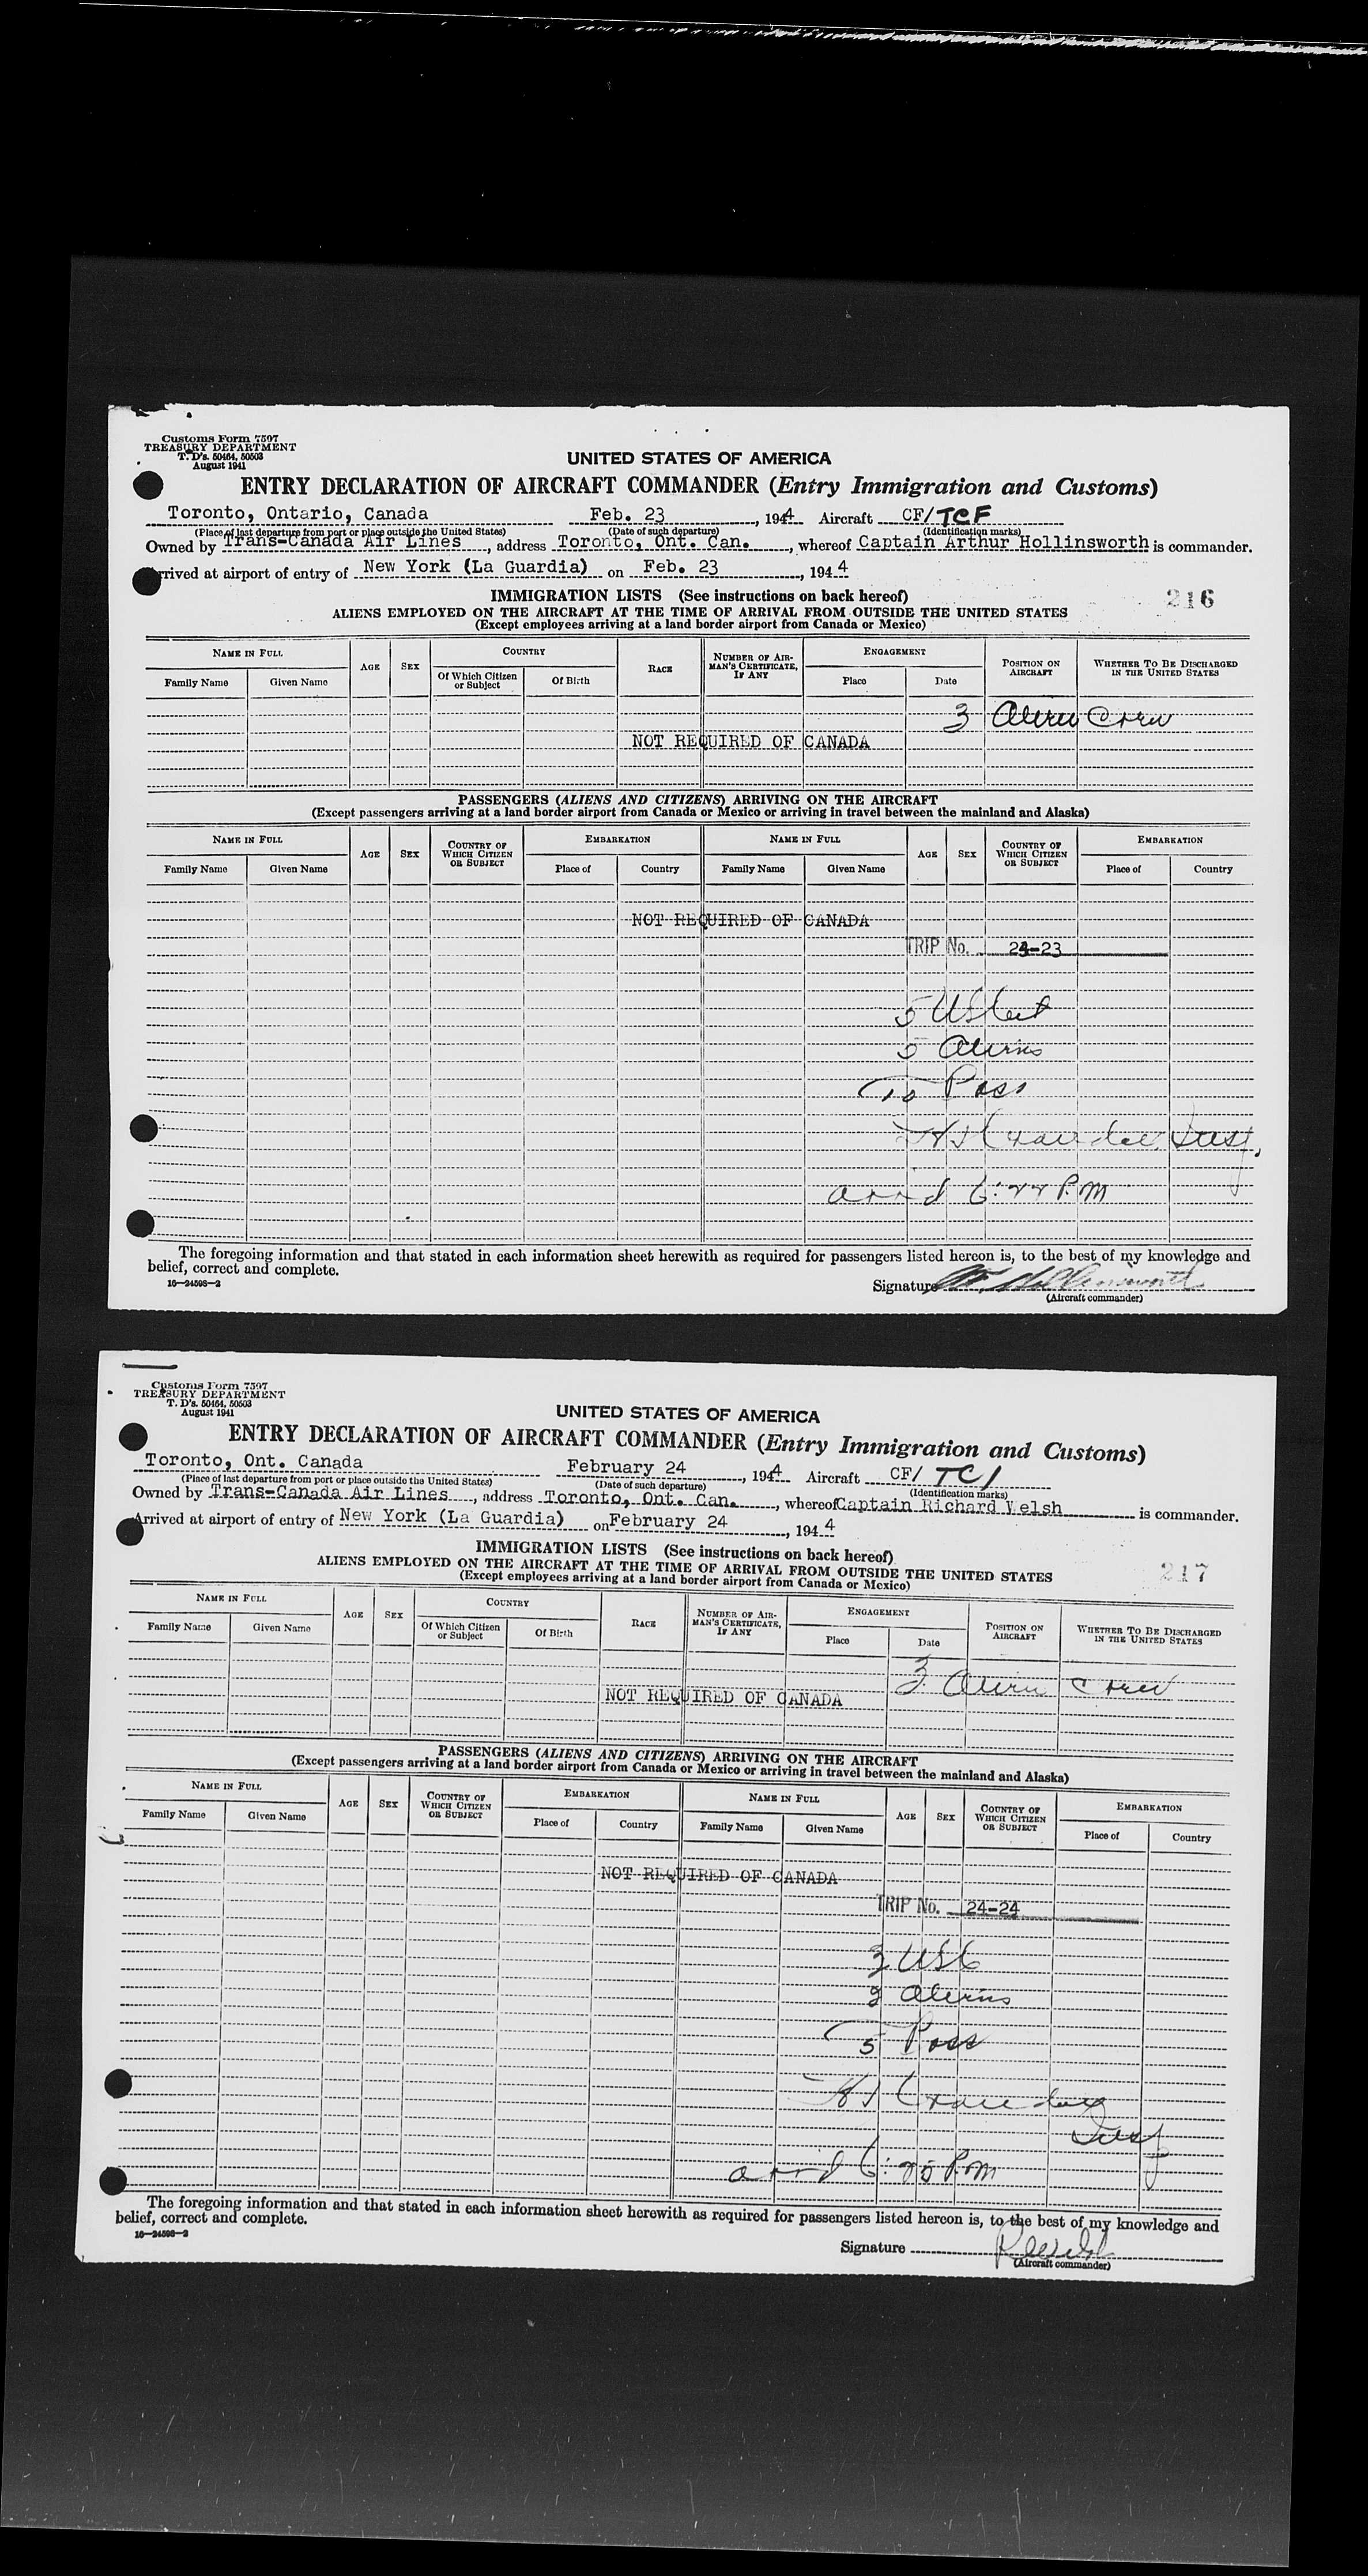 Customs Form 7507
TREASURY DEPARTMENT
T. D's. 50464, 50503
August 1941
UNITED STATES OF AMERICA
ENTRY DECLARATION OF AIRCRAFT COMMANDER (Entry Immigration and Customs)
Toronto, Ontario, Canada Feb. 23, 1944 Aircraft CF/TCF
(Place of last departure from port or place outside the United States) (Date of such departure) (Identification marks)
Owned by Trans-Canada Air Lines, address Toronto, Ont. Can., whereof Captain Arthur Hollinsworth is commander.
Arrived at airport of entry of New York (La Guardia) on Feb. 23, 1944
IMMIGRATION LISTS (See instructions on back hereof) 216
ALIENS EMPLOYED ON THE AIRCRAFT AT THE TIME OF ARRIVAL FROM OUTSIDE THE UNITED STATES
(Except employees arriving at a land border airport from Canada or Mexico)
NAME IN FULL AGE SEX COUNTRY RACE NUMBER OF AIRMAN'S CERTIFICATE, IF ANY ENGAGEMENT POSITION ON AIRCRAFT WHETHER TO BE DISCHARGED IN THE UNITED STATES
Family Name Given Name Of Which Citizen or Subject Of Birth Place Date
3 Alien Crew
NOT REQUIRED OF CANADA
PASSENGERS (ALIENS AND CITIZENS) ARRIVING ON THE AIRCRAFT
(Except passengers arriving at a land border airport from Canada or Mexico or arriving in travel between the mainland and Alaska)
NAME IN FULL AGE SEX COUNTRY OF WHICH CITIZEN OR SUBJECT EMBARKATION NAME IN FULL AGE SEX COUNTRY OF WHICH CITIZEN OR SUBJECT EMBARKATION
Family Name Given Name Place of Country Family Name Given Name Place of Country
NOT REQUIRED OF CANADA
TRIP No. 24-23
5 USCit
5 Aliens
10 Pass
Insp.
arrd 6:22 P.M
The foregoing information and that stated in each information sheet herewith as required for passengers listed hereon is, to the best of my knowledge and
belief, correct and complete.
16—24598-2
Signature Hollinsworth
(Aircraft commander)
Customs Form 7507
TREASURY DEPARTMENT
T. D's. 50464, 50503
August 1941
UNITED STATES OF AMERICA
ENTRY DECLARATION OF AIRCRAFT COMMANDER (Entry Immigration and Customs)
Toronto, Ont. Canada February 24, 1944 Aircraft CF/TCI
(Place of last departure from port or place outside the United States) (Date of such departure) (Identification marks)
Owned by Trans-Canada Air Lines, address Toronto, Ont. Can., whereof Captain Richard Welsh is commander.
Arrived at airport of entry of New York (La Guardia) on February 24, 1944
IMMIGRATION LISTS (See instructions on back hereof) 217
ALIENS EMPLOYED ON THE AIRCRAFT AT THE TIME OF ARRIVAL FROM OUTSIDE THE UNITED STATES
(Except employees arriving at a land border airport from Canada or Mexico)
NAME IN FULL AGE SEX COUNTRY RACE NUMBER OF AIRMAN'S CERTIFICATE, IF ANY ENGAGEMENT POSITION ON AIRCRAFT WHETHER TO BE DISCHARGED IN THE UNITED STATES
Family Name Given Name Of Which Citizen or Subject Of Birth Place Date
3 Alien Crew
NOT REQUIRED OF CANADA
PASSENGERS (ALIENS AND CITIZENS) ARRIVING ON THE AIRCRAFT
(Except passengers arriving at a land border airport from Canada or Mexico or arriving in travel between the mainland and Alaska)
NAME IN FULL AGE SEX COUNTRY OF WHICH CITIZEN OR SUBJECT EMBARKATION NAME IN FULL AGE SEX COUNTRY OF WHICH CITIZEN OR SUBJECT EMBARKATION
Family Name Given Name Place of Country Family Name Given Name Place of Country
NOT REQUIRED OF CANADA
TRIP No. 24-24
3 USC
2 Aliens
5 Pass
Insp
arrd 6:25 P.M
The foregoing information and that stated in each information sheet herewith as required for passengers listed hereon is, to the best of my knowledge and
belief, correct and complete.
16—24598-2
Signature R Welsh
(Aircraft commander)